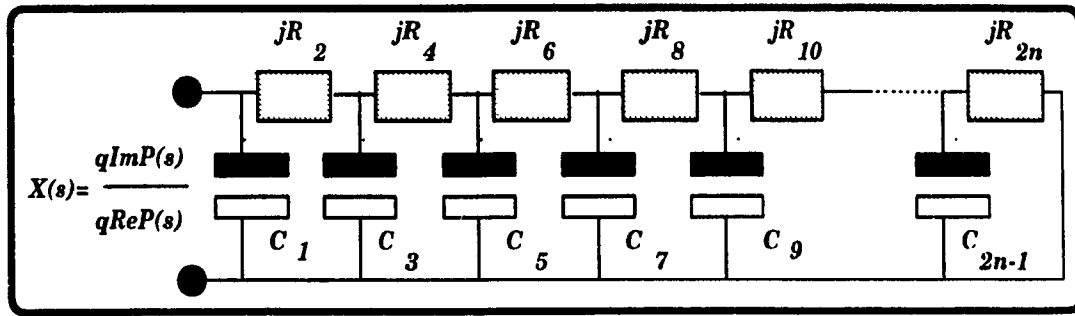 jR 2 jR 4 jR 6 jR 8 jR 10 jR 2n
X(s)= qImP(s)
qReP(s)
C 1 C 3 C 5 C 7 C 9 C 2n-1